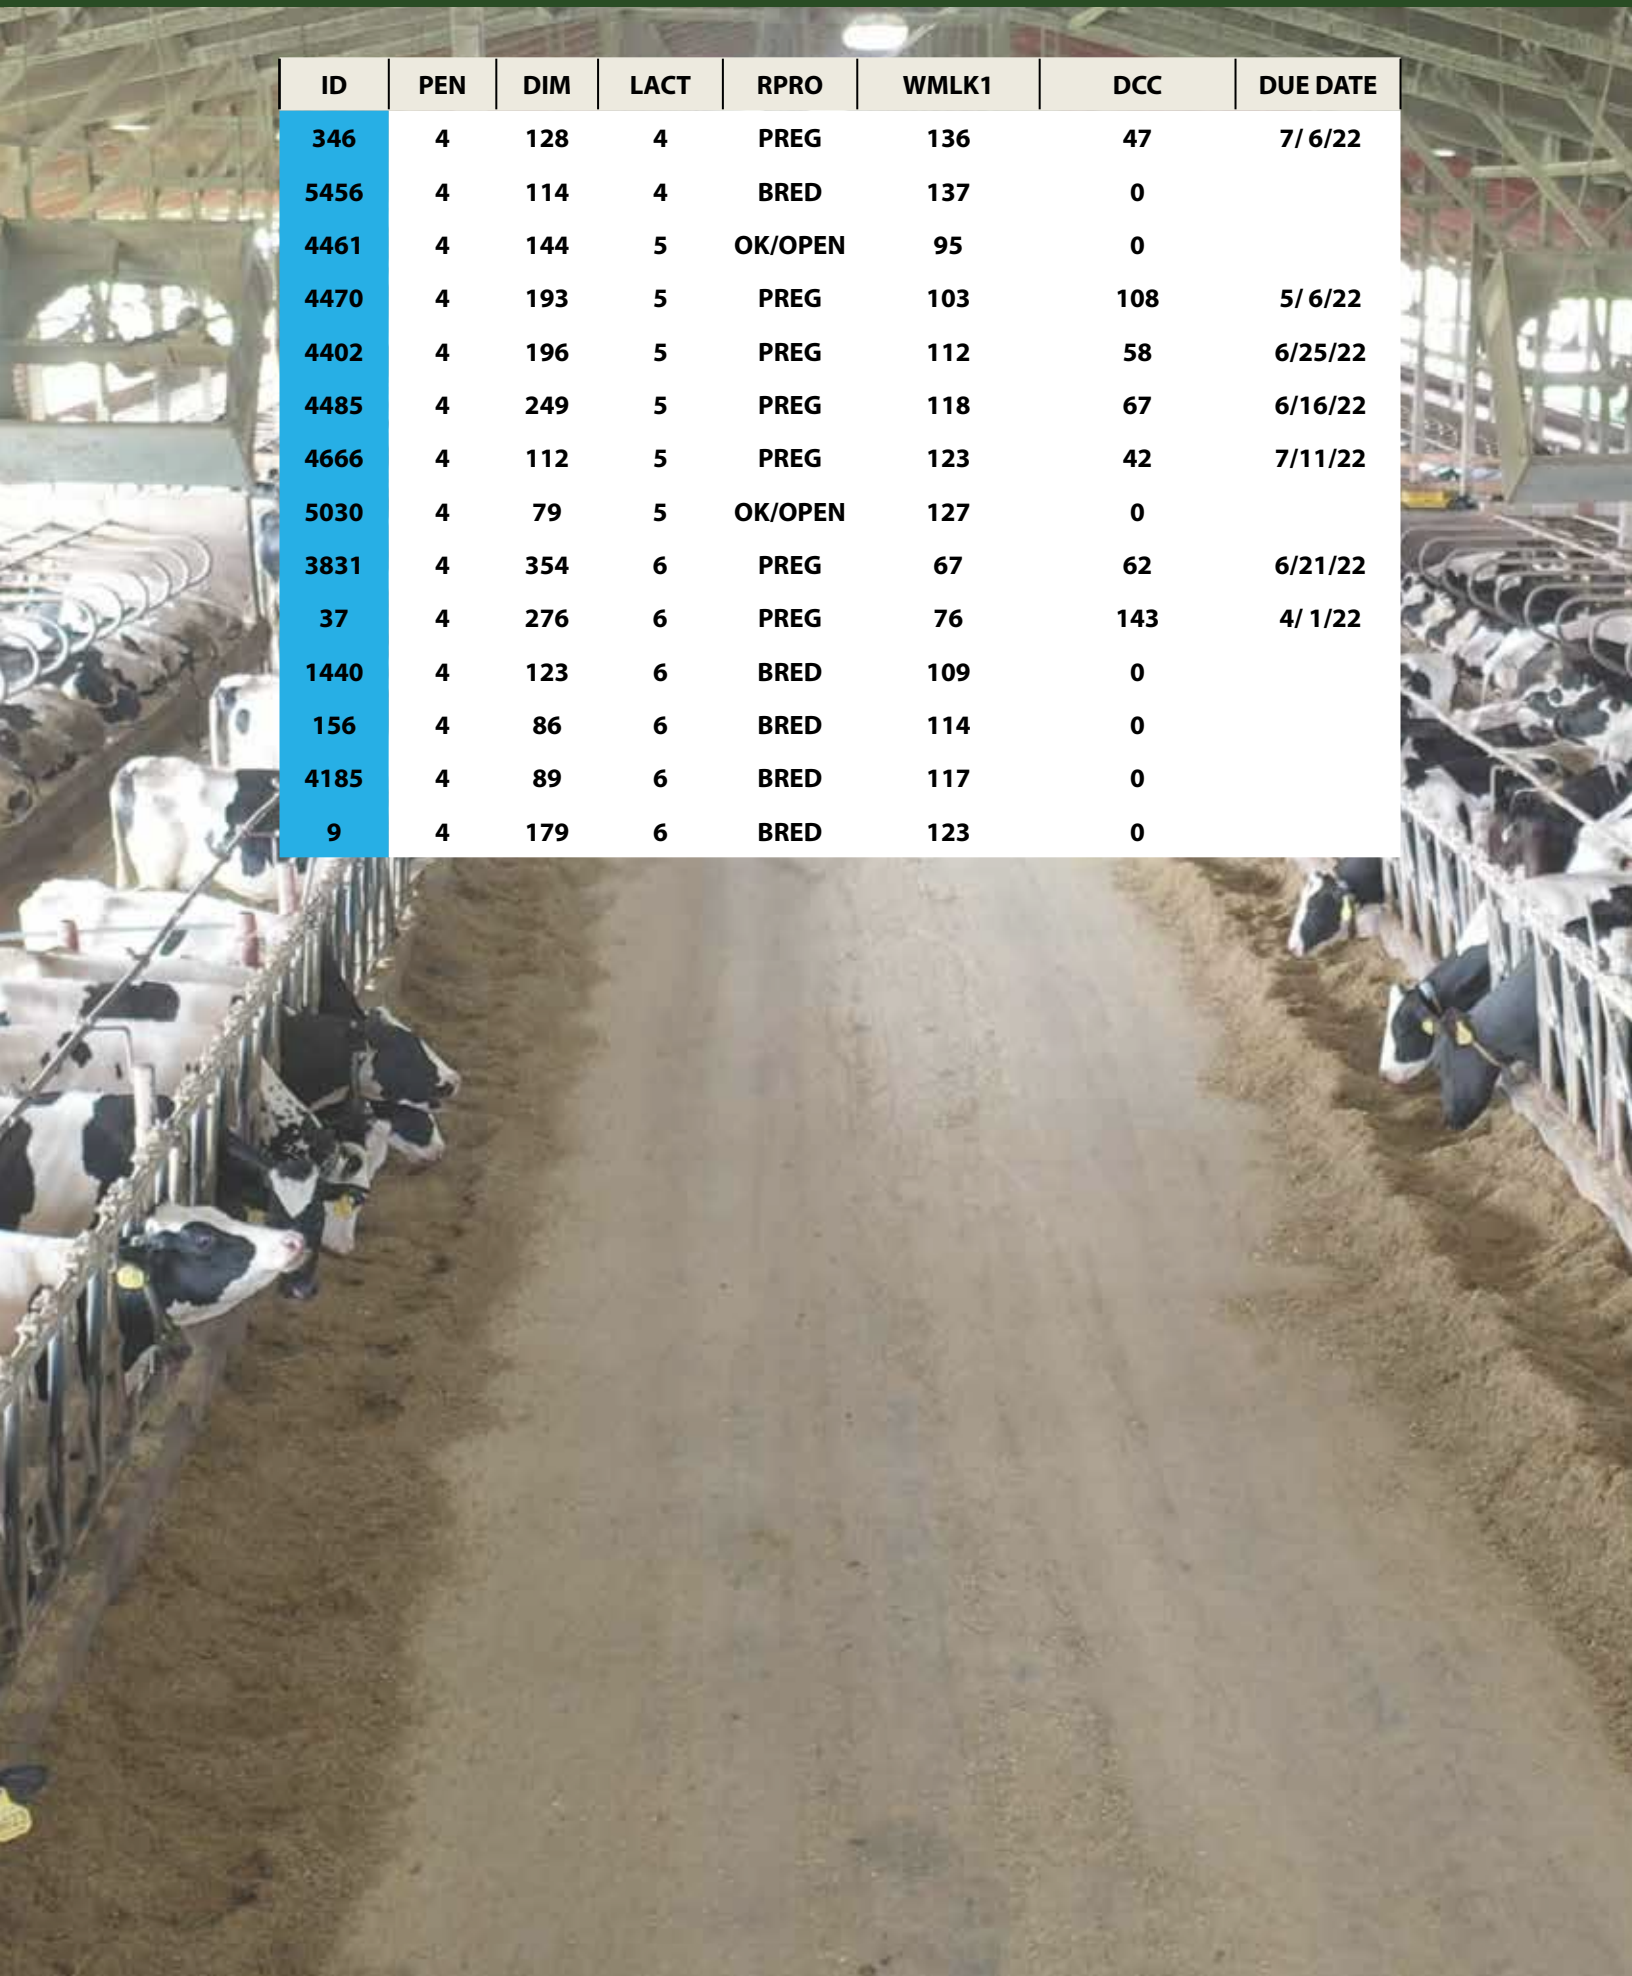 ID PEN DIM LACT RPRO WMLK1 DCC DUE DATE
346 4 128 4 PREG 136 47 7/ 6/22
5456 4 114 4 BRED 137 0
4461 4 144 5 OK/OPEN 95 0
4470 4 193 5 PREG 103 108 5/ 6/22
4402 4 196 5 PREG 112 58 6/25/22
4485 4 249 5 PREG 118 67 6/16/22
4666 4 112 5 PREG 123 42 7/11/22
5030 4 79 5 OK/OPEN 127 0
3831 4 354 6 PREG 67 62 6/21/22
37 4 276 6 PREG 76 143 4/ 1/22
1440 4 123 6 BRED 109 0
156 4 86 6 BRED 114 0
4185 4 89 6 BRED 117 0
9 4 179 6 BRED 123 0